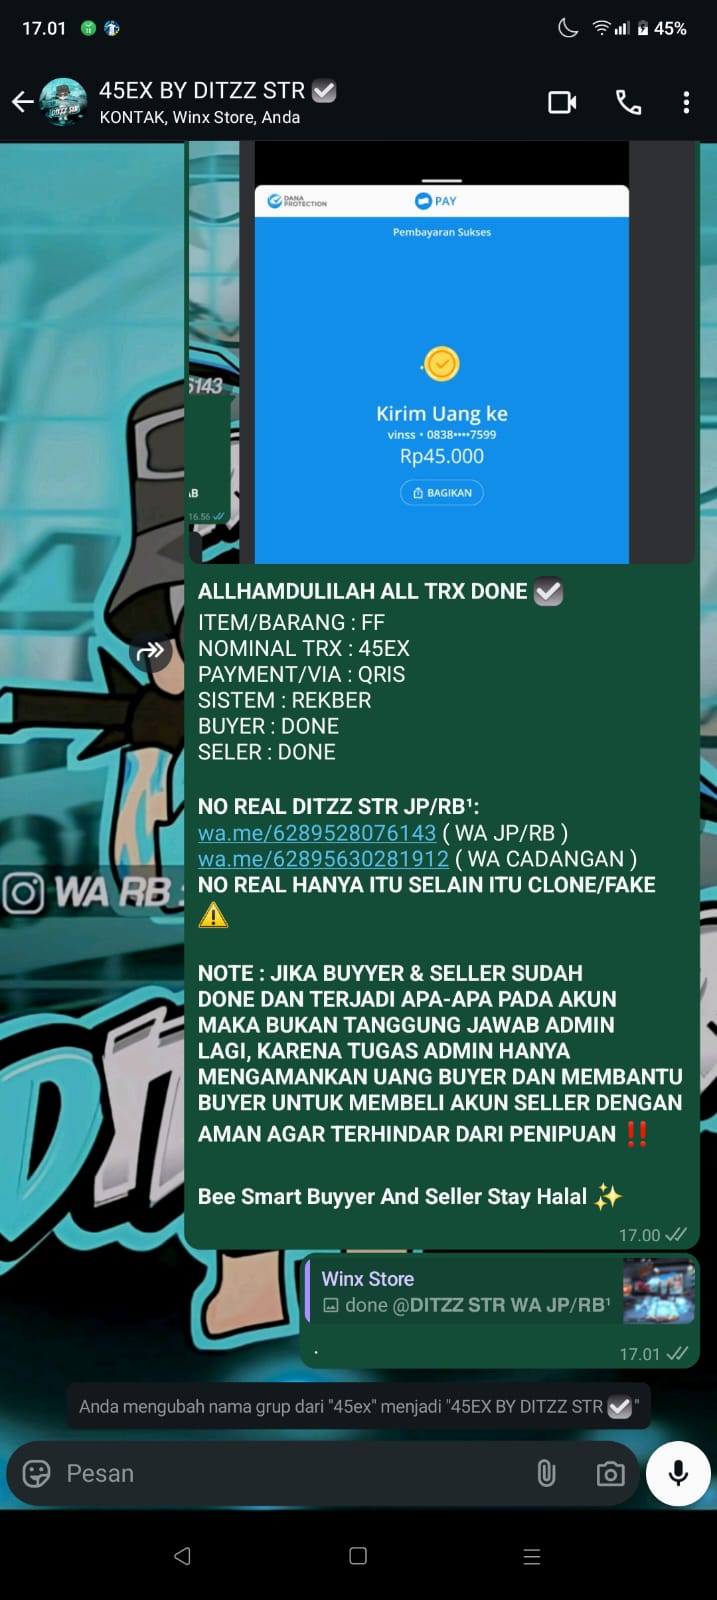 17.01
45%
45EX BY DITZZ STR
KONTAK, Winx Store, Anda
DANA
PROTECTION
PAY
Pembayaran Sukses
Kirim Uang ke
vinss • 0838••••7599
Rp45.000
BAGIKAN
5143
AB
16.56
ALLHAMDULILAH ALL TRX DONE ✅
ITEM/BARANG : FF
NOMINAL TRX : 45EX
PAYMENT/VIA : QRIS
SISTEM : REKBER
BUYER : DONE
SELER : DONE
NO REAL DITZZ STR JP/RB¹:
wa.me/6289528076143 ( WA JP/RB )
wa.me/62895630281912 ( WA CADANGAN )
NO REAL HANYA ITU SELAIN ITU CLONE/FAKE
⚠️
NOTE : JIKA BUYYER & SELLER SUDAH
DONE DAN TERJADI APA-APA PADA AKUN
MAKA BUKAN TANGGUNG JAWAB ADMIN
LAGI, KARENA TUGAS ADMIN HANYA
MENGAMANKAN UANG BUYER DAN MEMBANTU
BUYER UNTUK MEMBELI AKUN SELLER DENGAN
AMAN AGAR TERHINDAR DARI PENIPUAN ‼️
Bee Smart Buyyer And Seller Stay Halal ✨
17.00
WA RB :
Winx Store
done @DITZZ STR WA JP/RB¹
.
17.01
Anda mengubah nama grup dari "45ex" menjadi "45EX BY DITZZ STR ✅"
Pesan